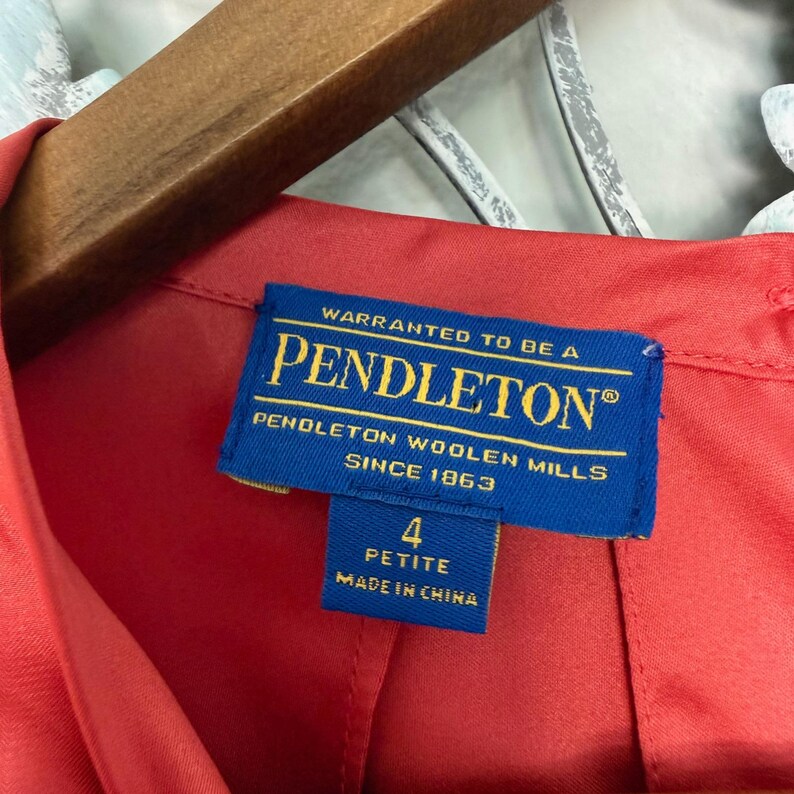 WARRANTED TO BE A
PENDLETON®
PENDLETON WOOLEN MILLS
SINCE 1863
4
PETITE
MADE IN CHINA